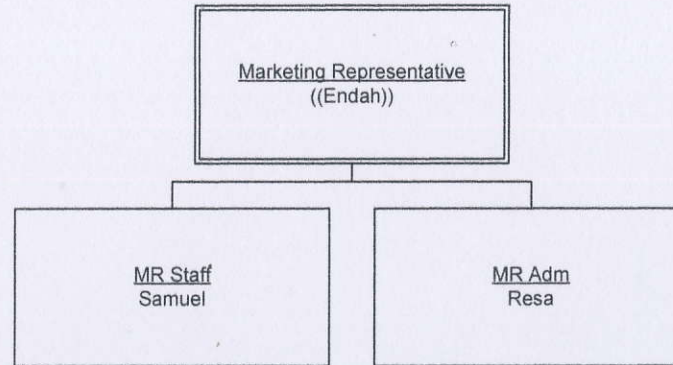 Marketing Representative
((Endah))
MR Staff
Samuel
MR Adm
Resa